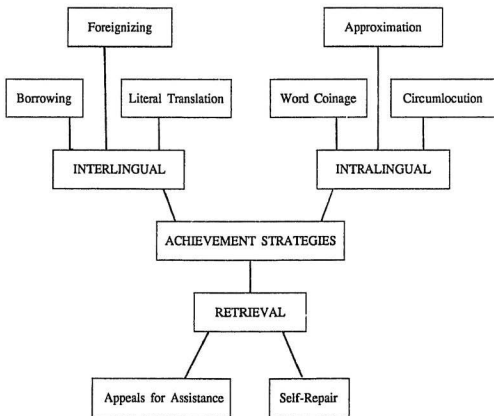 Foreignizing
Approximation
Borrowing
Literal Translation
Word Coinage
Circumlocution
INTERLINGUAL
INTRALINGUAL
ACHIEVEMENT STRATEGIES
RETRIEVAL
Appeals for Assistance
Self-Repair